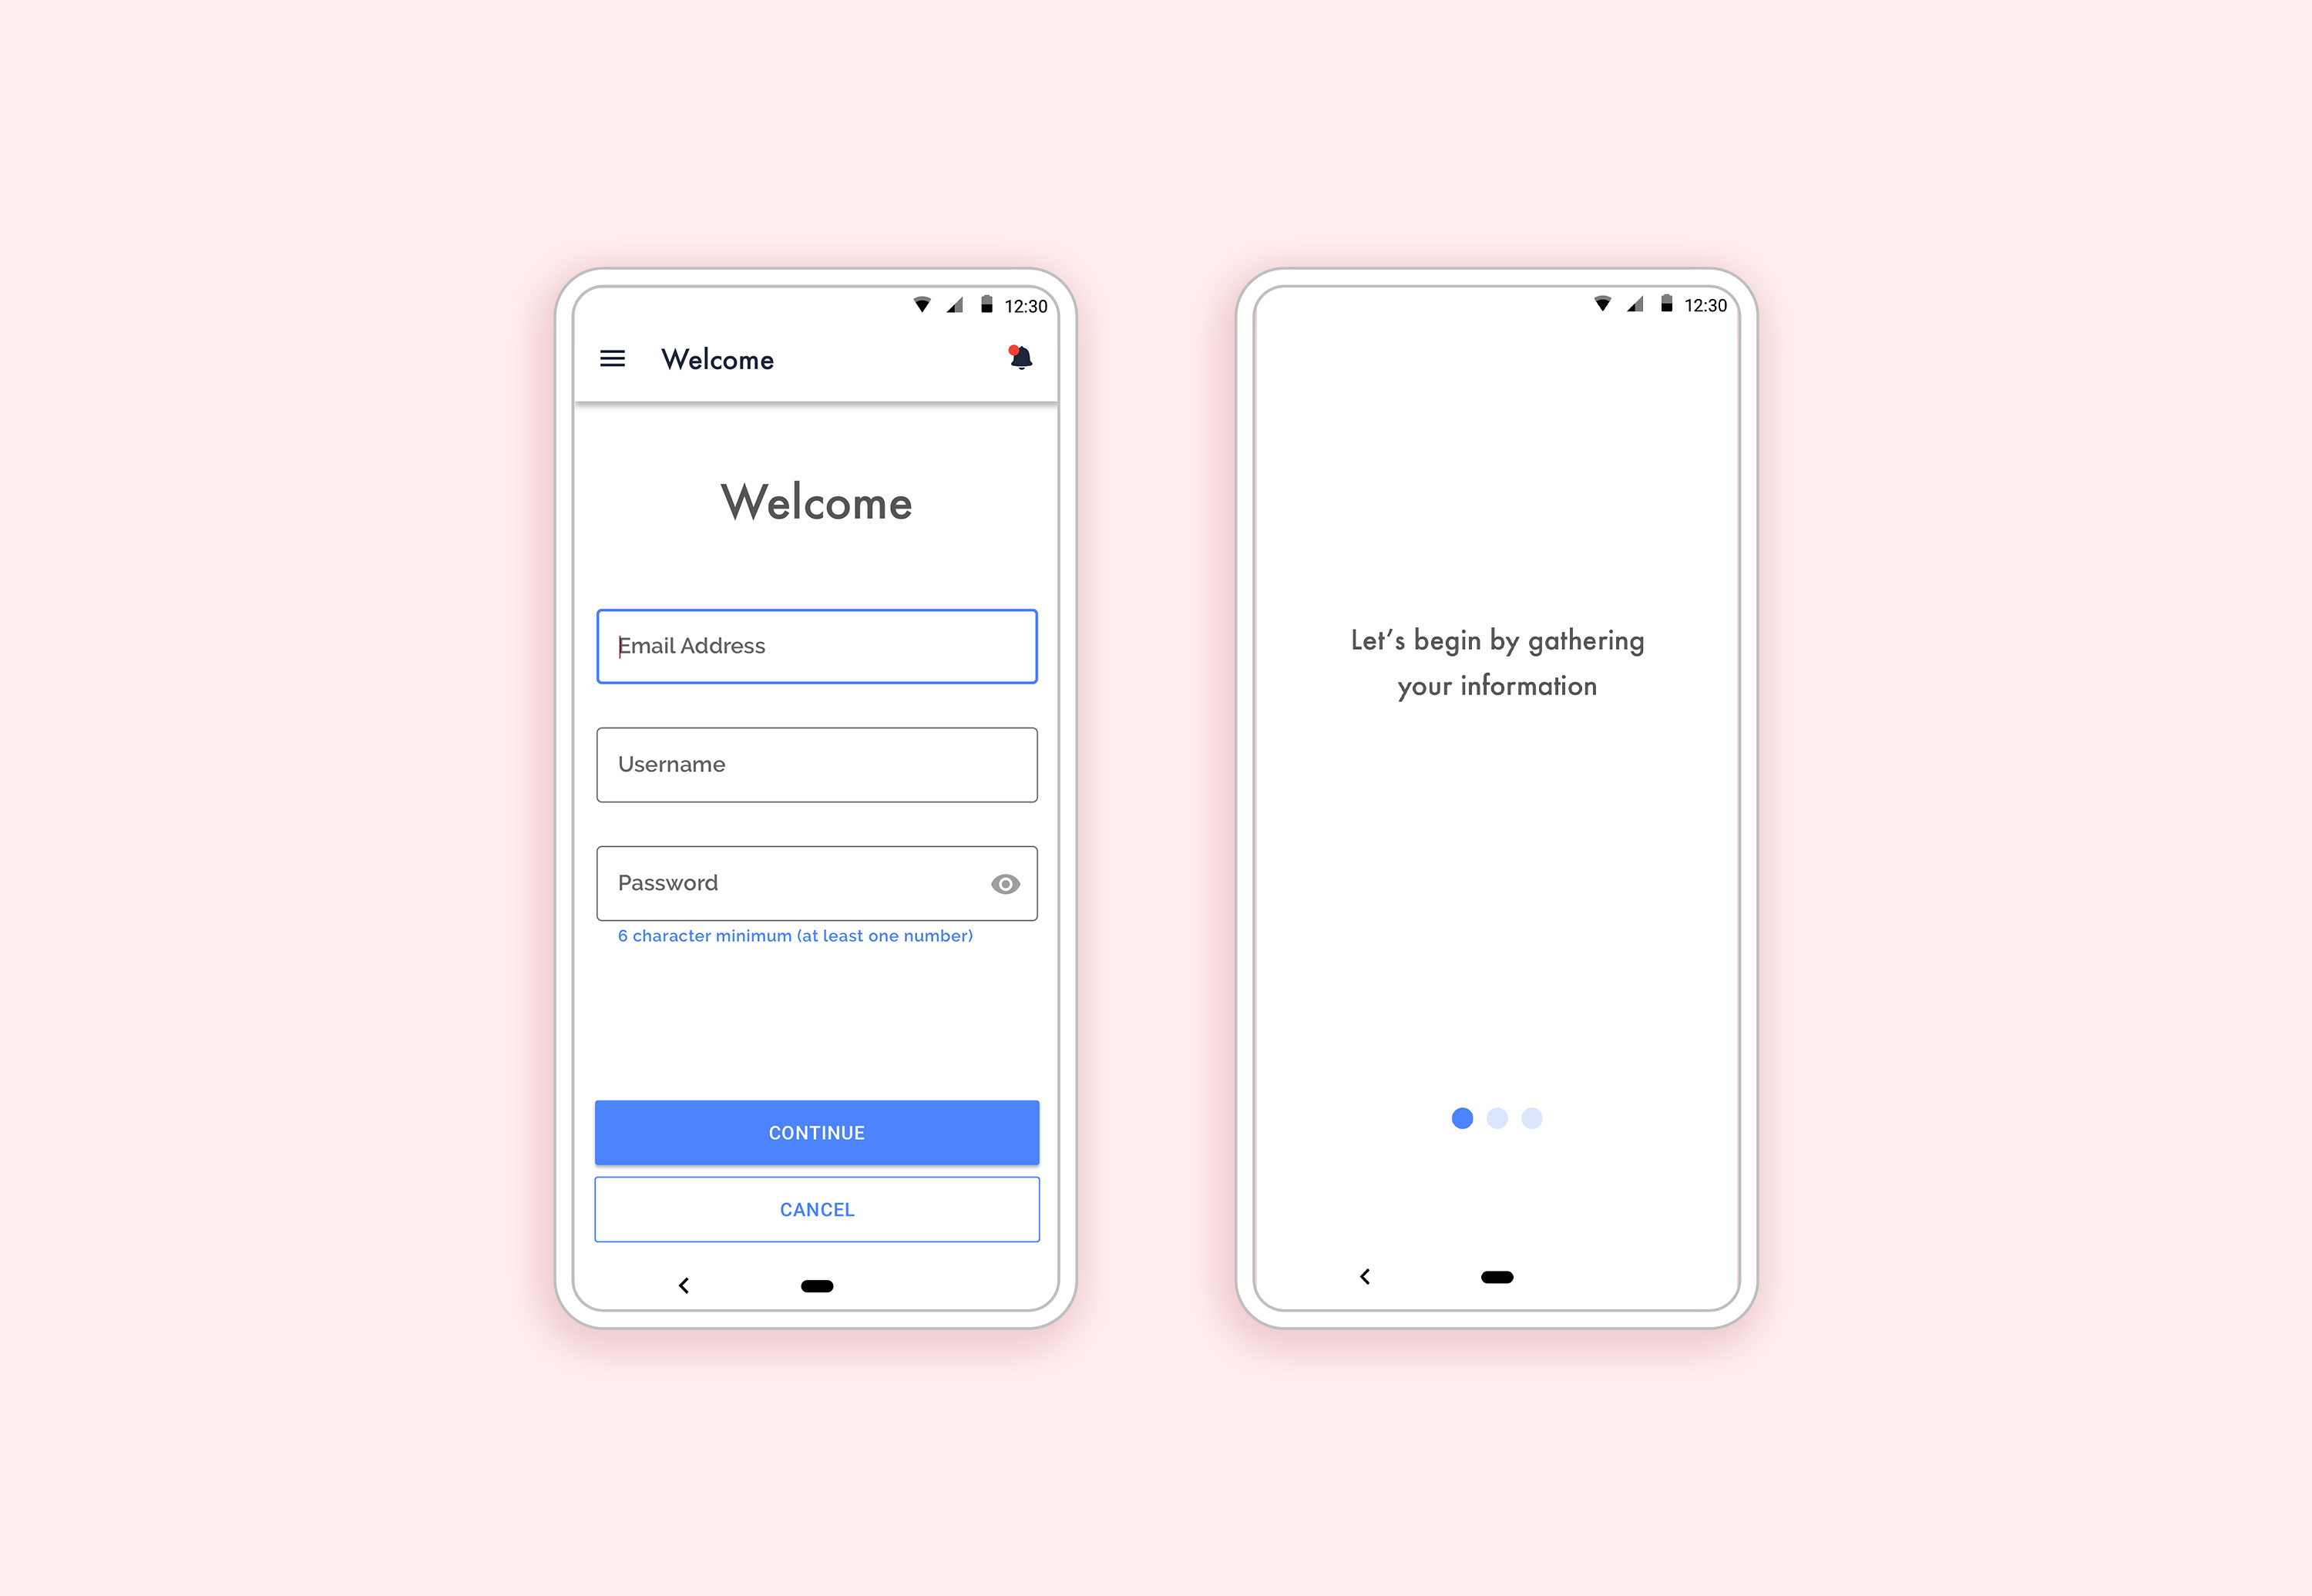 12:30
Welcome
Welcome
Email Address
Username
Password
6 character minimum (at least one number)
CONTINUE
CANCEL
12:30
Let’s begin by gathering
your information